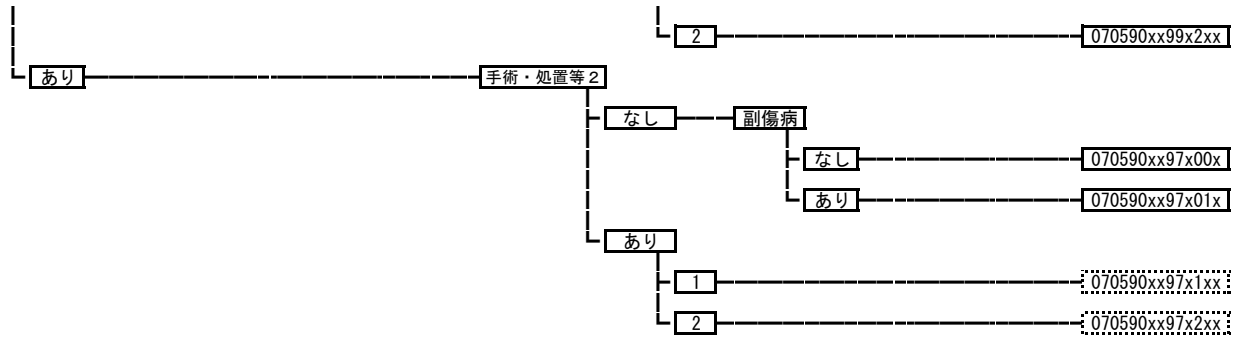 2 070590xx99x2xx
あり 手術・処置等２
なし 副傷病
なし 070590xx97x00x
あり 070590xx97x01x
あり
1 070590xx97x1xx
2 070590xx97x2xx